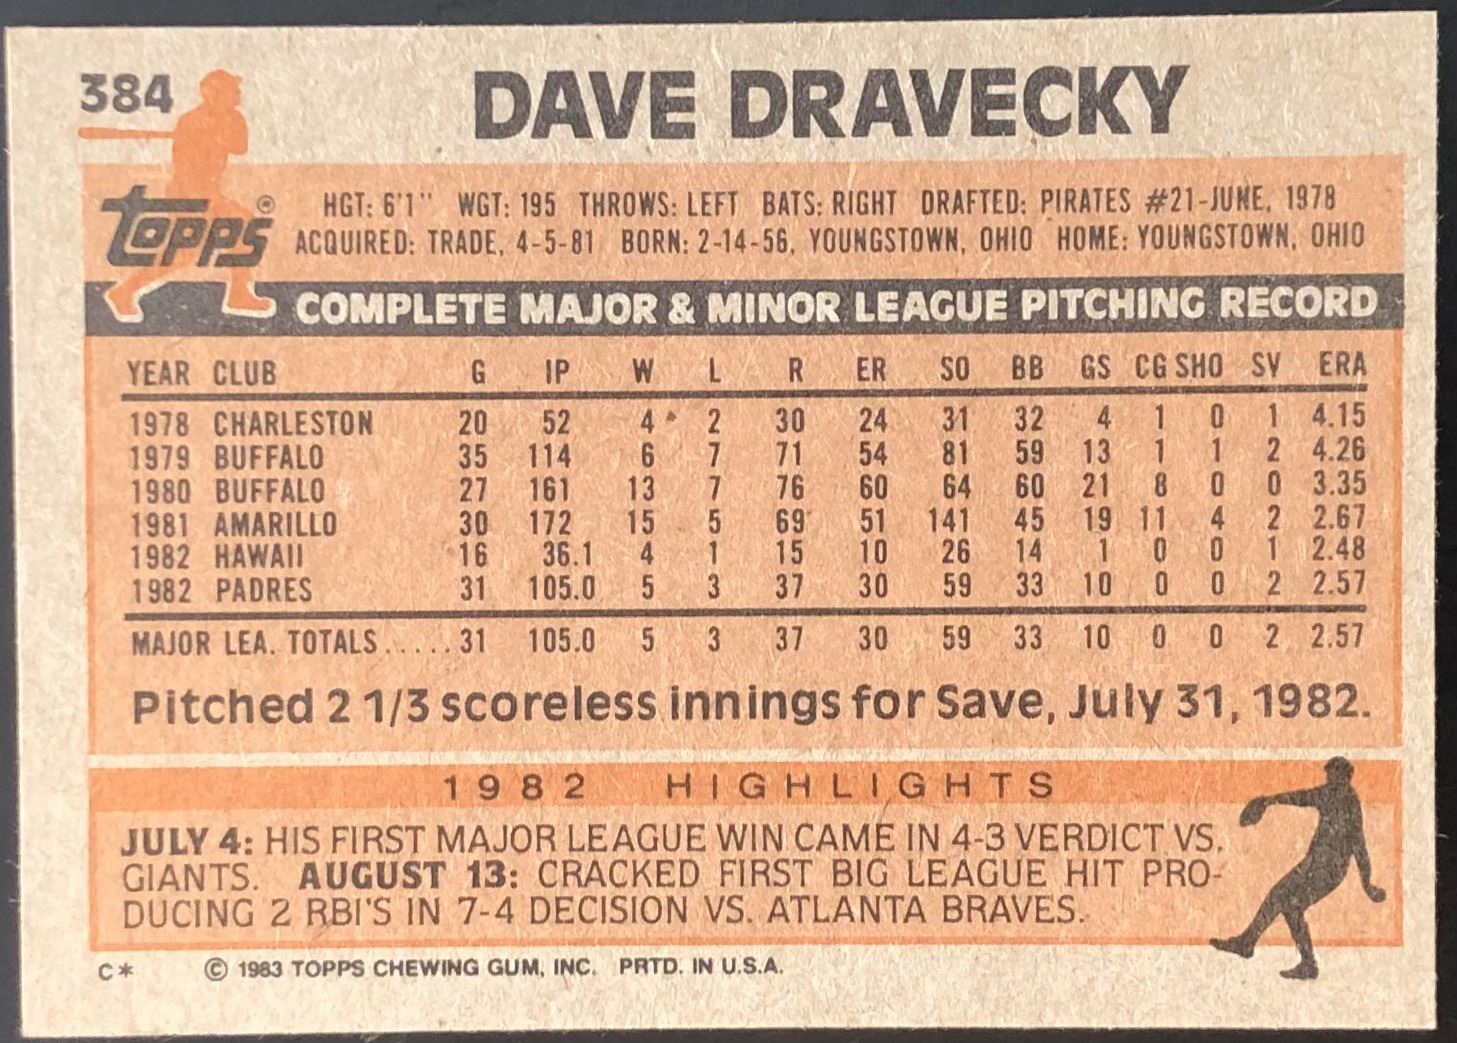 384
DAVE DRAVECKY
topps®
HGT: 6'1" WGT: 195 THROWS: LEFT BATS: RIGHT DRAFTED: PIRATES #21-JUNE, 1978
ACQUIRED: TRADE, 4-5-81 BORN: 2-14-56, YOUNGSTOWN, OHIO HOME: YOUNGSTOWN, OHIO
COMPLETE MAJOR & MINOR LEAGUE PITCHING RECORD
YEAR CLUB G IP W L R ER SO BB GS CG SHO SV ERA
1978 CHARLESTON 20 52 4 2 30 24 31 32 4 1 0 1 4.15
1979 BUFFALO 35 114 6 7 71 54 81 59 13 1 1 2 4.26
1980 BUFFALO 27 161 13 7 76 60 64 60 21 8 0 0 3.35
1981 AMARILLO 30 172 15 5 69 51 141 45 19 11 4 2 2.67
1982 HAWAII 16 36.1 4 1 15 10 26 14 1 0 0 1 2.48
1982 PADRES 31 105.0 5 3 37 30 59 33 10 0 0 2 2.57
MAJOR LEA. TOTALS..... 31 105.0 5 3 37 30 59 33 10 0 0 2 2.57
Pitched 2 1/3 scoreless innings for Save, July 31, 1982.
1982 HIGHLIGHTS
JULY 4: HIS FIRST MAJOR LEAGUE WIN CAME IN 4-3 VERDICT VS.
GIANTS. AUGUST 13: CRACKED FIRST BIG LEAGUE HIT PRO-
DUCING 2 RBI'S IN 7-4 DECISION VS. ATLANTA BRAVES.
C* © 1983 TOPPS CHEWING GUM, INC. PRTD. IN U.S.A.